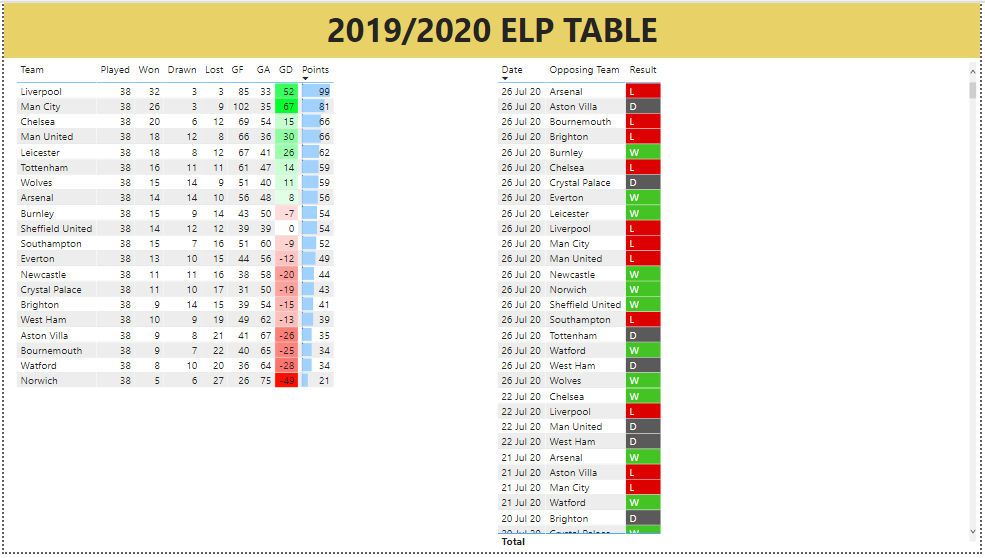 2019/2020 ELP TABLE
Team Played Won Drawn Lost GF GA GD Points
Liverpool 38 32 3 3 85 33 52 99
Man City 38 26 3 9 102 35 67 81
Chelsea 38 20 6 12 69 54 15 66
Man United 38 18 12 8 66 36 30 66
Leicester 38 18 8 12 67 41 26 62
Tottenham 38 16 11 11 61 47 14 59
Wolves 38 15 14 9 51 40 11 59
Arsenal 38 14 14 10 56 48 8 56
Burnley 38 15 9 14 43 50 -7 54
Sheffield United 38 14 12 12 39 39 0 54
Southampton 38 15 7 16 51 60 -9 52
Everton 38 13 10 15 44 56 -12 49
Newcastle 38 11 11 16 38 58 -20 44
Crystal Palace 38 11 10 17 31 50 -19 43
Brighton 38 9 14 15 39 54 -15 41
West Ham 38 10 9 19 49 62 -13 39
Aston Villa 38 9 8 21 41 67 -26 35
Bournemouth 38 9 7 22 40 65 -25 34
Watford 38 8 10 20 36 64 -28 34
Norwich 38 5 6 27 26 75 -49 21
Date Opposing Team Result
26 Jul 20 Arsenal L
26 Jul 20 Aston Villa D
26 Jul 20 Bournemouth L
26 Jul 20 Brighton L
26 Jul 20 Burnley W
26 Jul 20 Chelsea L
26 Jul 20 Crystal Palace D
26 Jul 20 Everton W
26 Jul 20 Leicester W
26 Jul 20 Liverpool L
26 Jul 20 Man City L
26 Jul 20 Man United L
26 Jul 20 Newcastle W
26 Jul 20 Norwich W
26 Jul 20 Sheffield United W
26 Jul 20 Southampton L
26 Jul 20 Tottenham D
26 Jul 20 Watford W
26 Jul 20 West Ham D
26 Jul 20 Wolves W
22 Jul 20 Chelsea W
22 Jul 20 Liverpool L
22 Jul 20 Man United D
22 Jul 20 West Ham D
21 Jul 20 Arsenal W
21 Jul 20 Aston Villa L
21 Jul 20 Man City L
21 Jul 20 Watford W
20 Jul 20 Brighton D
20 Jul 20 Crystal Palace W
Total